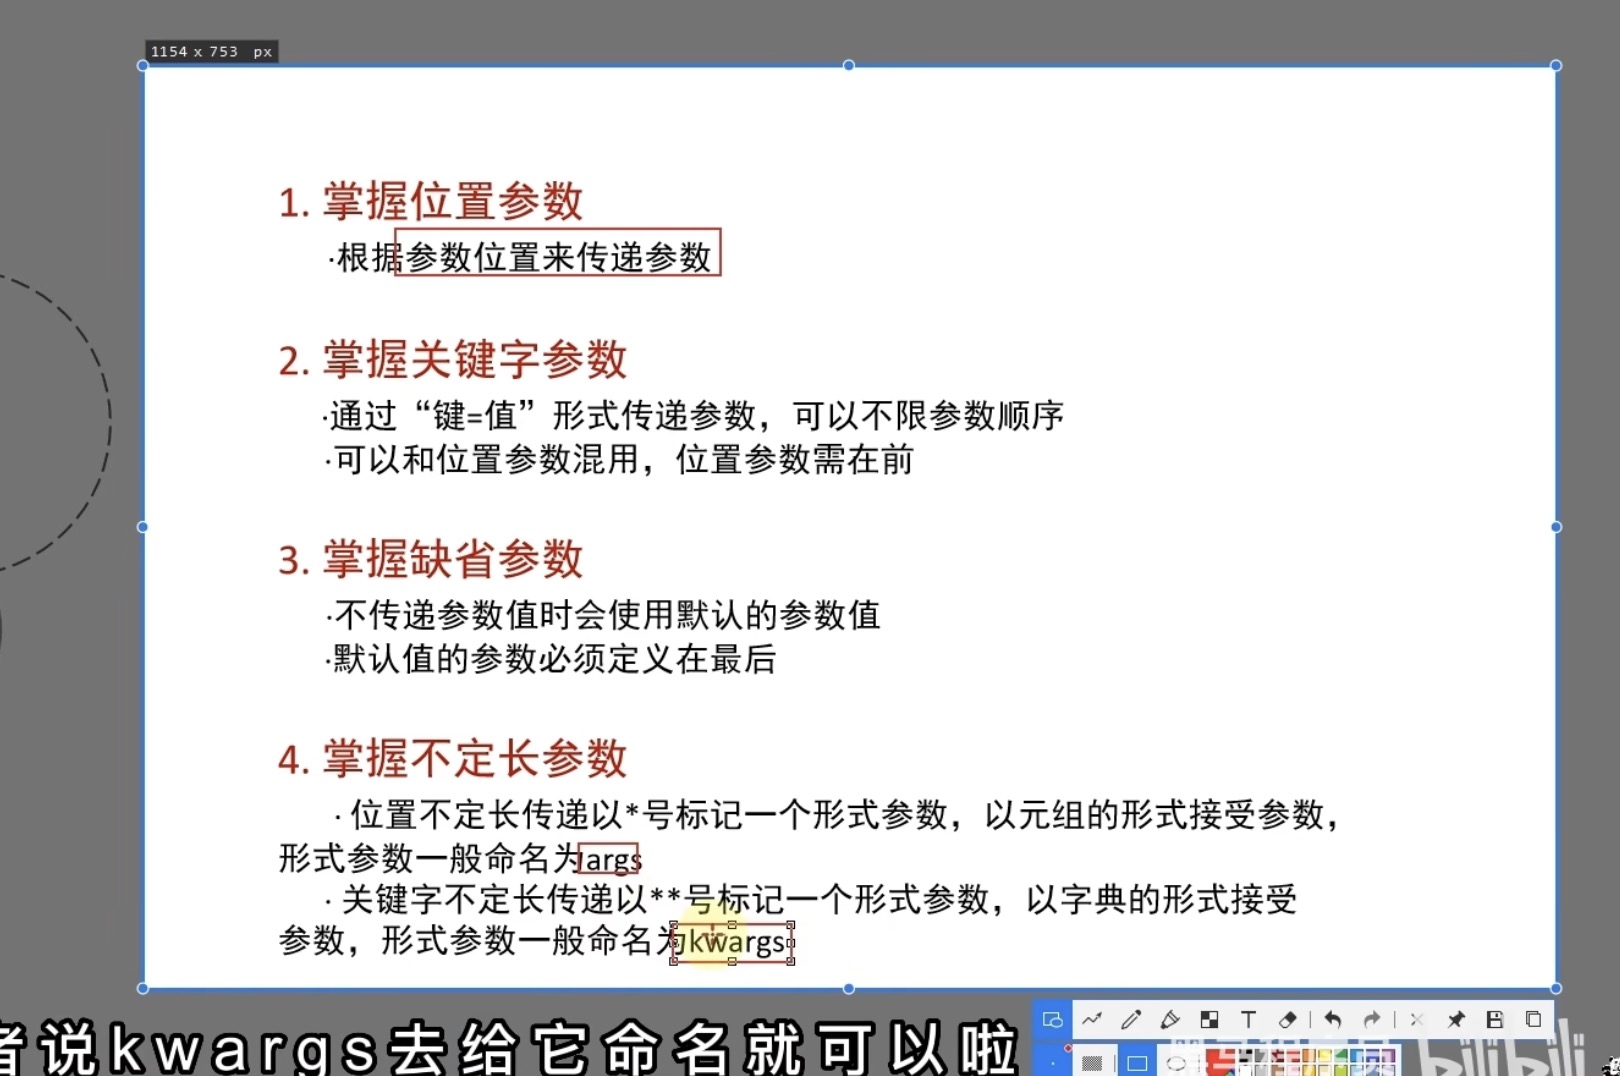 1154 x 753 px
1. 掌握位置参数
·根据参数位置来传递参数
2. 掌握关键字参数
·通过“键=值”形式传递参数，可以不限参数顺序
·可以和位置参数混用，位置参数需在前
3. 掌握缺省参数
·不传递参数值时会使用默认的参数值
·默认值的参数必须定义在最后
4. 掌握不定长参数
· 位置不定长传递以*号标记一个形式参数，以元组的形式接受参数，
形式参数一般命名为args
· 关键字不定长传递以**号标记一个形式参数，以字典的形式接受
参数，形式参数一般命名为kwargs
者说kwargs去给它命名就可以啦
T
bilibili